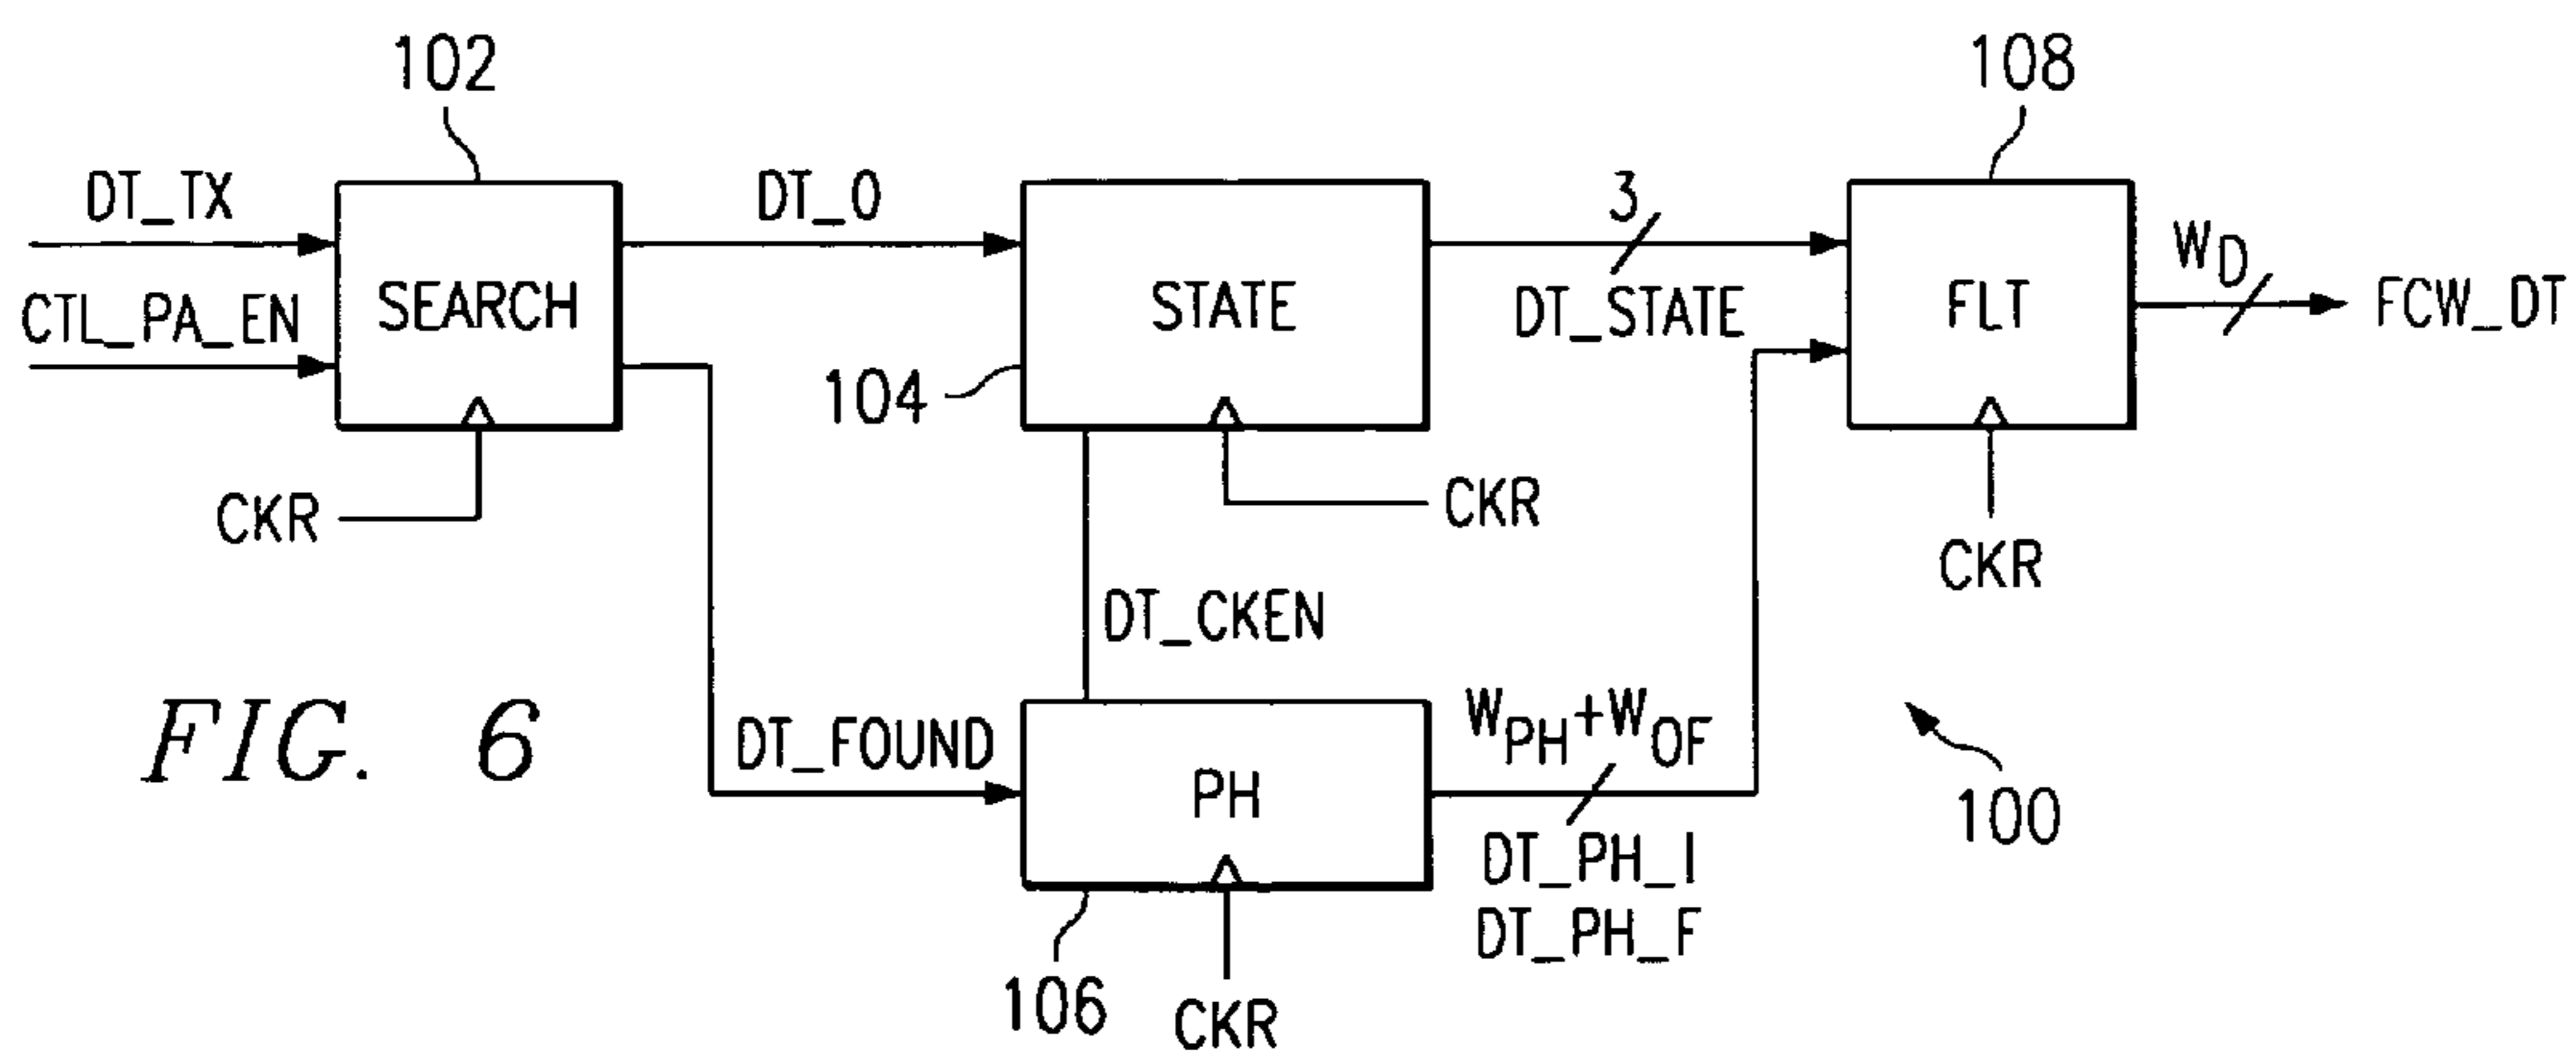 102
108
DT_TX
DT_0
3
W_D
CTL_PA_EN
SEARCH
STATE
DT_STATE
FLT
FCW_DT
104
CKR
CKR
CKR
DT_CKEN
FIG. 6
DT_FOUND
W_PH+W_OF
PH
100
DT_PH_I
DT_PH_F
106
CKR